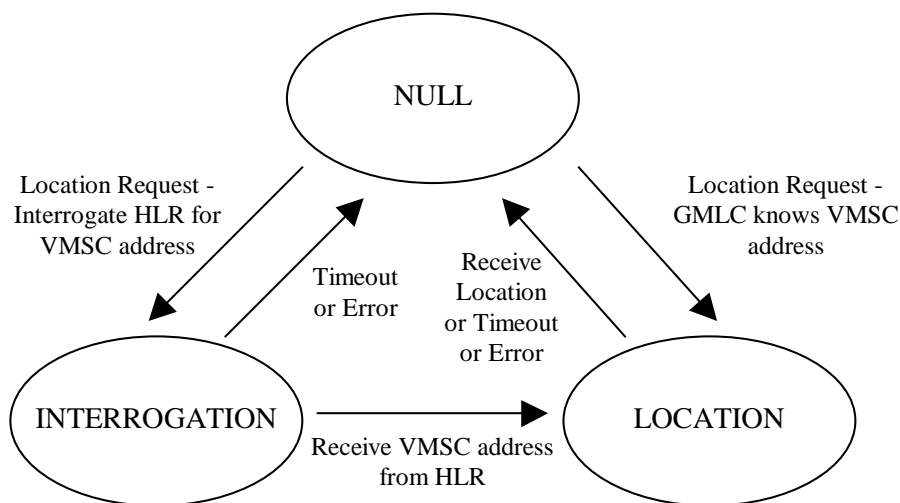 NULL
Location Request -
Interrogate HLR for
VMSC address
Location Request -
GMLC knows VMSC
address
Timeout
or Error
Receive
Location
or Timeout
or Error
INTERROGATION
LOCATION
Receive VMSC address
from HLR